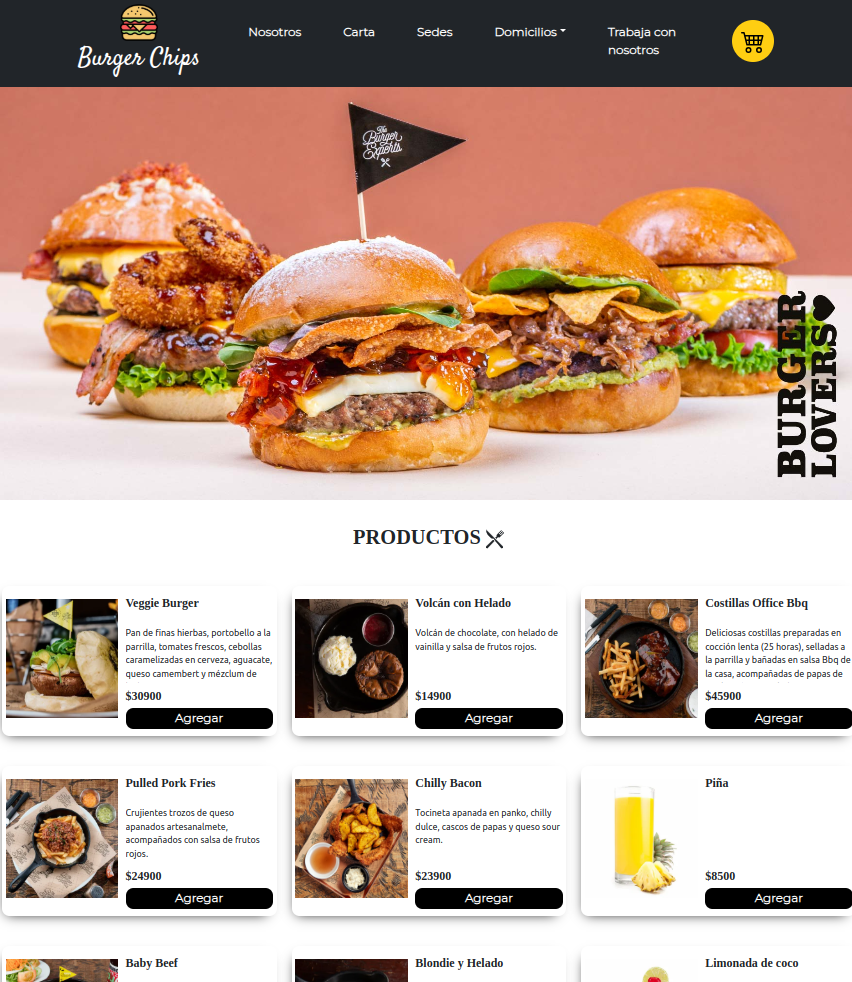 Burger Chips
Nosotros
Carta
Sedes
Domicilios
Trabaja con
nosotros
The
Burger
Experts
BURGER
LOVERS
PRODUCTOS
Veggie Burger
Pan de finas hierbas, portobello a la
parrilla, tomates frescos, cebollas
caramelizadas en cerveza, aguacate,
queso camembert y mézclum de
$30900
Agregar
Volcán con Helado
Volcán de chocolate, con helado de
vainilla y salsa de frutos rojos.
$14900
Agregar
Costillas Office Bbq
Deliciosas costillas preparadas en
cocción lenta (25 horas), selladas a
la parrilla y bañadas en salsa Bbq de
la casa, acompañadas de papas de
$45900
Agregar
Pulled Pork Fries
Crujientes trozos de queso
apanados artesanalmete,
acompañados con salsa de frutos
rojos.
$24900
Agregar
Chilly Bacon
Tocineta apanada en panko, chilly
dulce, cascos de papas y queso sour
cream.
$23900
Agregar
Piña
$8500
Agregar
Baby Beef
Blondie y Helado
Limonada de coco